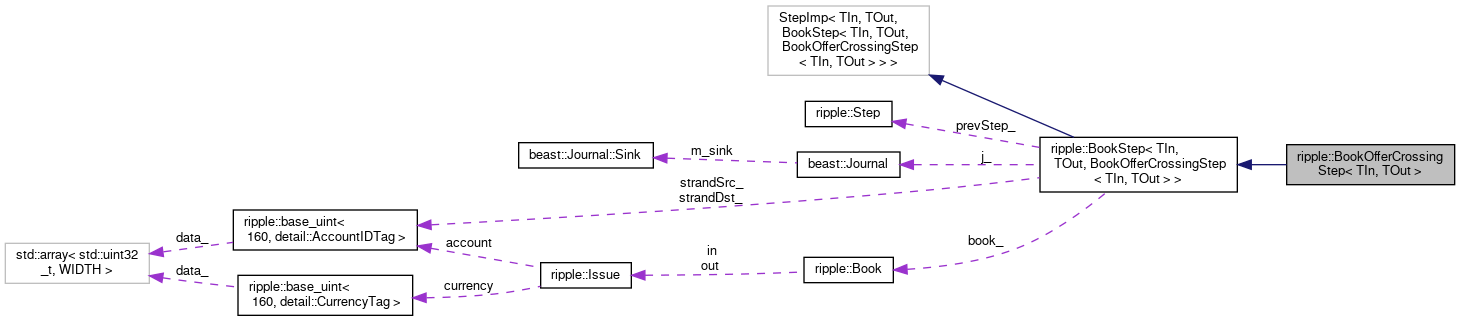 StepImp< TIn, TOut,
BookStep< TIn, TOut,
BookOfferCrossingStep
< TIn, TOut > > >
ripple::Step
prevStep_
beast::Journal::Sink
m_sink
beast::Journal
j_
ripple::BookStep< TIn,
TOut, BookOfferCrossingStep
< TIn, TOut > >
ripple::BookOfferCrossing
Step< TIn, TOut >
strandSrc_
strandDst_
ripple::base_uint<
160, detail::AccountIDTag >
data_
std::array< std::uint32
_t, WIDTH >
data_
account
ripple::base_uint<
160, detail::CurrencyTag >
currency
ripple::Issue
in
out
ripple::Book
book_